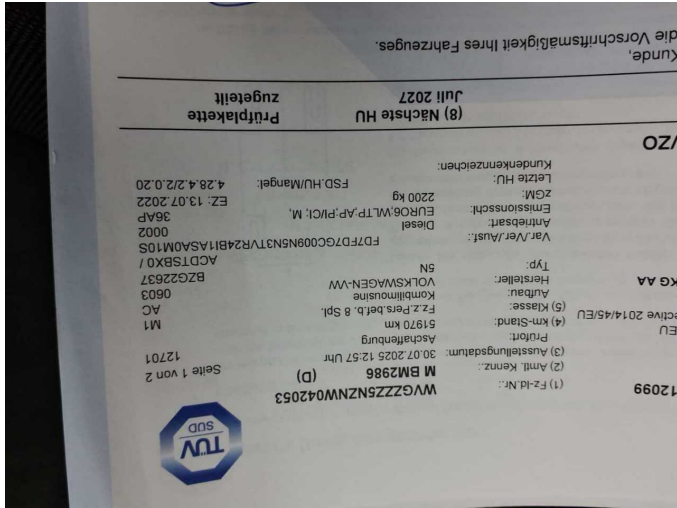 TÜV
SÜD
12099 (1) Fz-Id.Nr.: WVGZZZ5NZNW042053
(2) Amtl. Kennz.: M BM2986 (D) Seite 1 von 2
(3) Ausstellungsdatum: 30.07.2025 12:57 Uhr 12701
Prüfort: Aschaffenburg
EU (4) km-Stand: 51970 km M1
ective 2014/45/EU (5) Klasse: Fz.z.Pers.bef.b. 8 Spl. AC
Aufbau: Kombilimousine 0603
KG AA Hersteller: VOLKSWAGEN-VW BZG22637
Typ: 5N ACDTSBX0 /
Var./Ver./Ausf.: FD7FD7GC009N5N3TVR24BI1ASA0M10S
Antriebsart: Diesel 0002
Emissionsschl: EURO6;WLTP,AP,PI/CI; M, 36AP
zGM: 2200 kg EZ: 13.07.2022
Letzte HU: FSD.HU/Mangel: 4.28.4.2/2.0.20
Kundenkennzeichen:
VZO
(8) Nächste HU Prüfplakette
Juli 2027 zugeteilt
Kunde,
die Vorschriftsmäßigkeit Ihres Fahrzeuges.